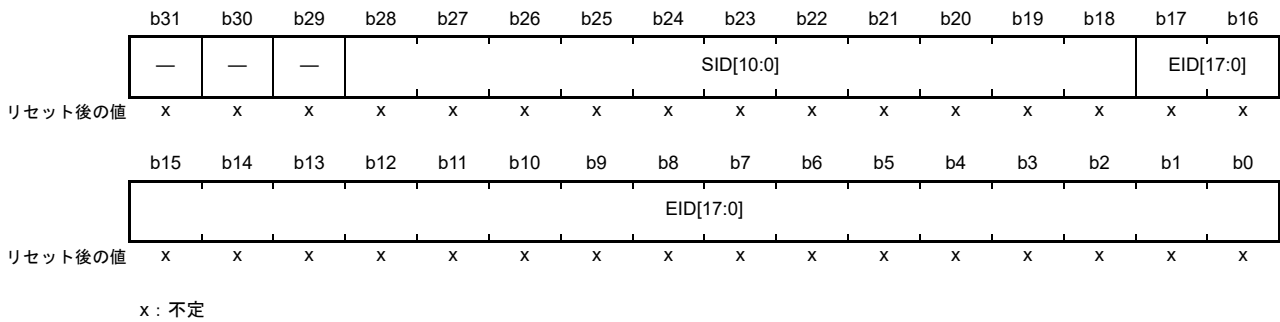 b31 b30 b29 b28 b27 b26 b25 b24 b23 b22 b21 b20 b19 b18 b17 b16
— — — SID[10:0] EID[17:0]
リセット後の値 x x x x x x x x x x x x x x x x
b15 b14 b13 b12 b11 b10 b9 b8 b7 b6 b5 b4 b3 b2 b1 b0
EID[17:0]
リセット後の値 x x x x x x x x x x x x x x x x
x：不定